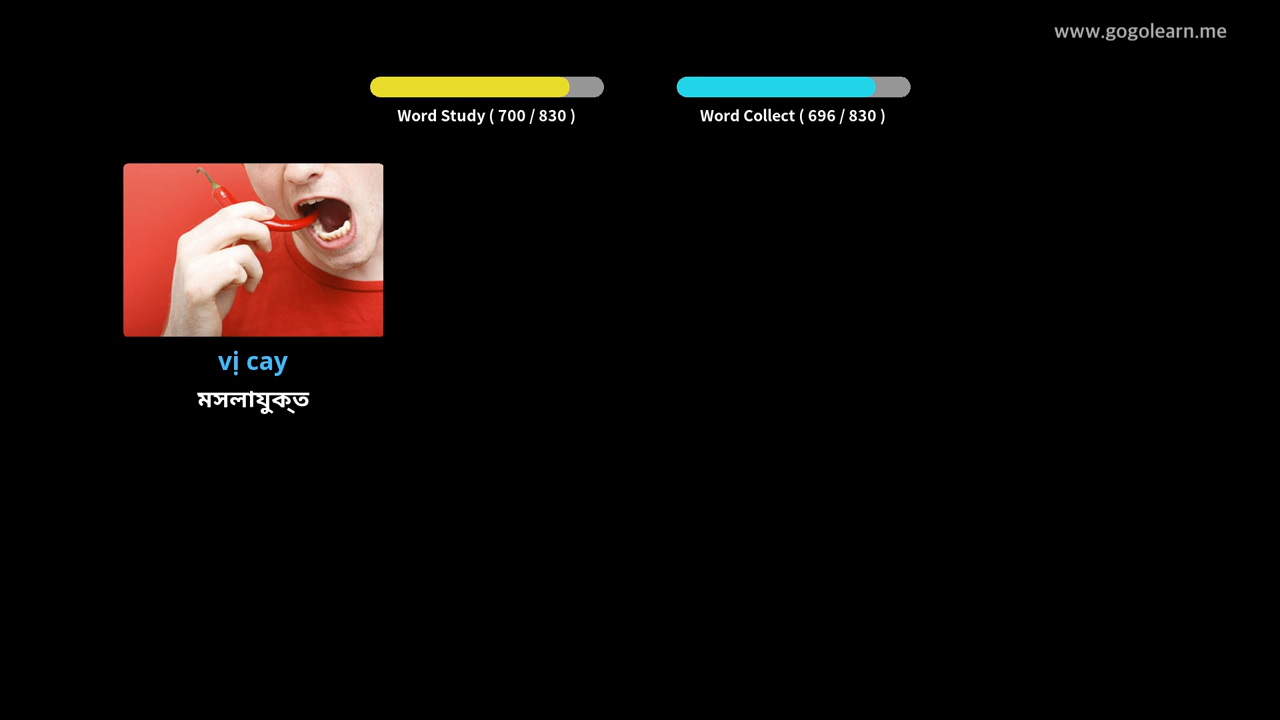 www.gogolearn.me
Word Study ( 700 / 830 )
Word Collect ( 696 / 830 )
vị cay
মসলাযুক্ত